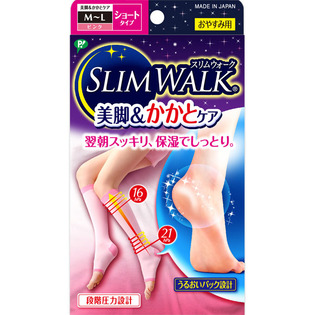 美脚&かかとケア
M～L
ピンク
ショート
タイプ
MADE IN JAPAN
おやすみ用
スリムウォーク
SLIMWALK®
美脚&かかとケア
翌朝スッキリ、保湿でしっとり。
16
hPa
21
hPa
段階圧力設計
うるおいパック設計